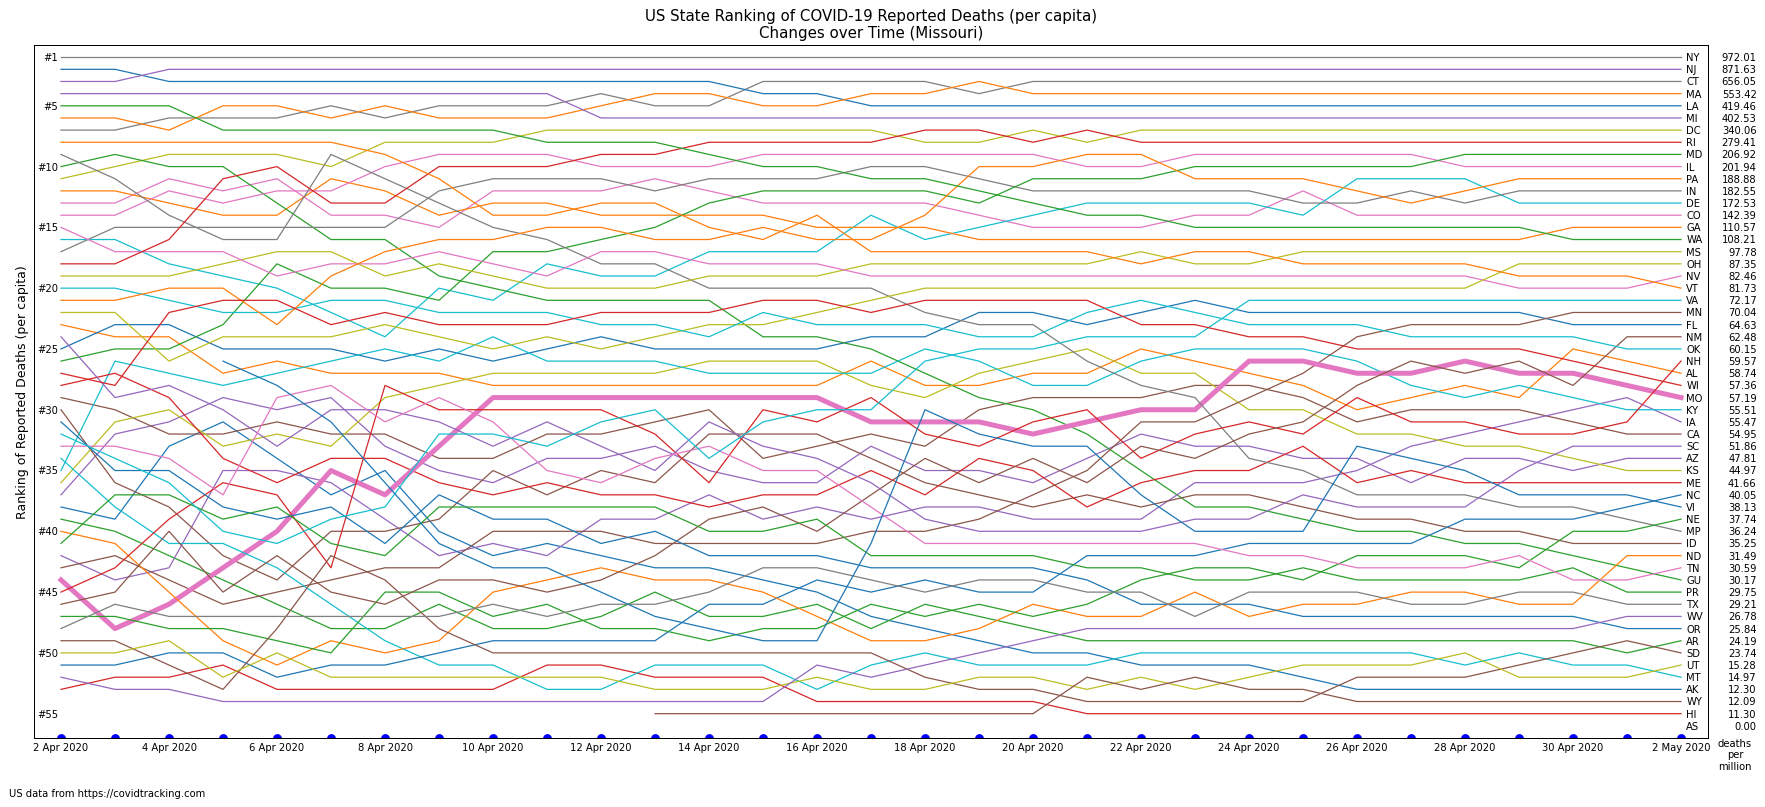 US State Ranking of COVID-19 Reported Deaths (per capita)
Changes over Time (Missouri)
Ranking of Reported Deaths (per capita)
#1
#5
#10
#15
#20
#25
#30
#35
#40
#45
#50
#55
NY 972.01
NJ 871.63
CT 656.05
MA 553.42
LA 419.46
MI 402.53
DC 340.06
RI 279.41
MD 206.92
IL 201.94
PA 188.88
IN 182.55
DE 172.53
CO 142.39
GA 110.57
WA 108.21
MS 97.78
OH 87.35
NV 82.46
VT 81.73
VA 72.17
MN 70.04
FL 64.63
NM 62.48
OK 60.15
NH 59.57
AL 58.74
WI 57.36
MO 57.19
KY 55.51
IA 55.47
CA 54.95
SC 51.86
AZ 47.81
KS 44.97
ME 41.66
NC 40.05
VI 38.13
NE 37.74
MP 36.24
ID 35.25
ND 31.49
TN 30.59
GU 30.17
PR 29.75
TX 29.21
WV 26.78
OR 25.84
AR 24.19
SD 23.74
UT 15.28
MT 14.97
AK 12.30
WY 12.09
HI 11.30
AS 0.00
2 Apr 2020 4 Apr 2020 6 Apr 2020 8 Apr 2020 10 Apr 2020 12 Apr 2020 14 Apr 2020 16 Apr 2020 18 Apr 2020 20 Apr 2020 22 Apr 2020 24 Apr 2020 26 Apr 2020 28 Apr 2020 30 Apr 2020 2 May 2020
deaths
per
million
US data from https://covidtracking.com